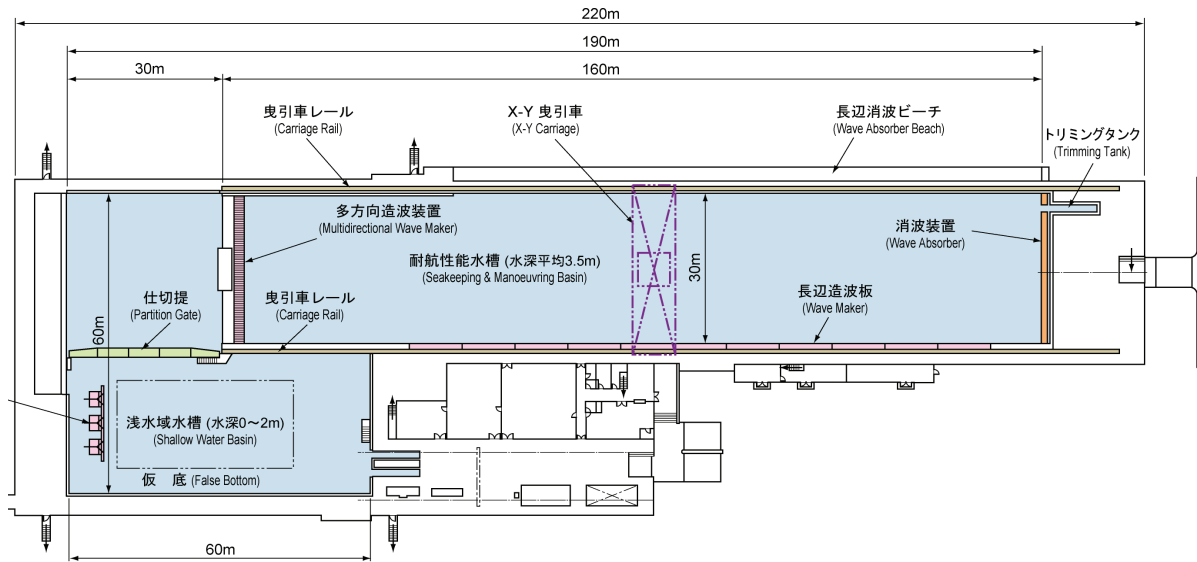 220m
190m
30m
160m
曳引車レール
(Carriage Rail)
X-Y 曳引車
(X-Y Carriage)
長辺消波ビーチ
(Wave Absorber Beach)
トリミングタンク
(Trimming Tank)
多方向造波装置
(Multidirectional Wave Maker)
消波装置
(Wave Absorber)
耐航性能水槽 (水深平均3.5m)
(Seakeeping & Manoeuvring Basin)
30m
仕切提
(Partition Gate)
曳引車レール
(Carriage Rail)
長辺造波板
(Wave Maker)
60m
浅水域水槽 (水深0～2m)
(Shallow Water Basin)
仮 底 (False Bottom)
60m